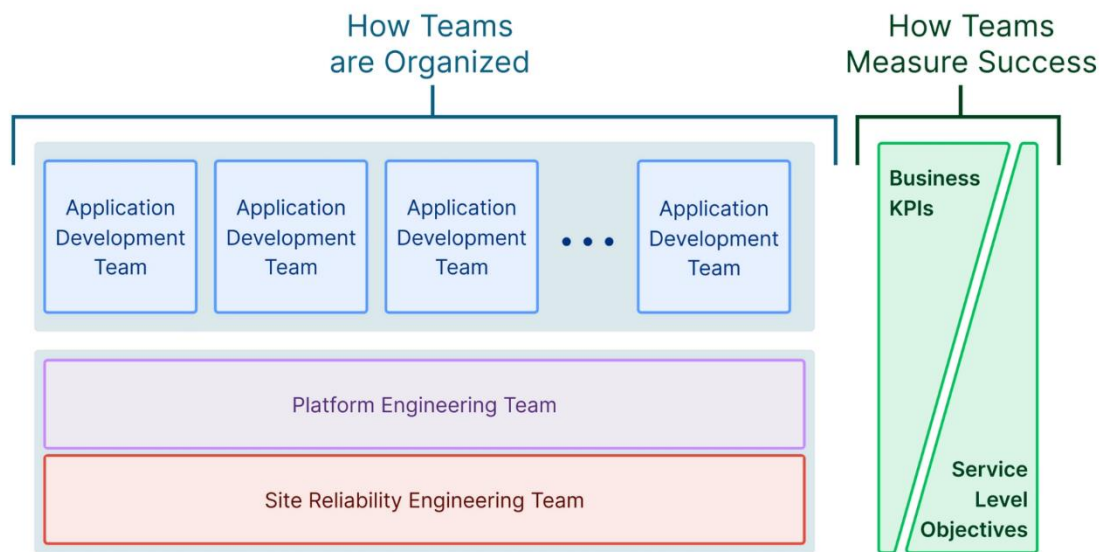 How Teams
are Organized
How Teams
Measure Success
Application
Development
Team
Application
Development
Team
Application
Development
Team
...
Application
Development
Team
Business
KPIs
Platform Engineering Team
Site Reliability Engineering Team
Service
Level
Objectives